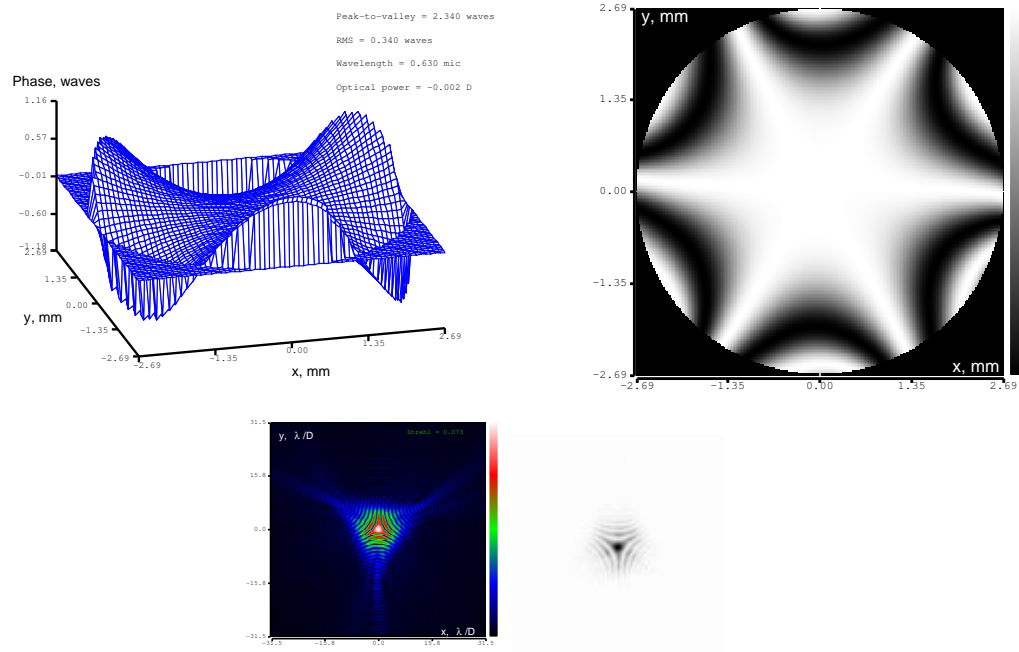 Peak-to-valley = 2.340 waves
RMS = 0.340 waves
Wavelength = 0.630 mic
Optical power = -0.002 D
Phase, waves
1.16
0.57
-0.01
-0.60
-1.18
2.69
1.35
0.00
y, mm
-1.35
-2.69
-2.69
-1.35
0.00
1.35
2.69
x, mm
2.69
y, mm
1.35
0.00
-1.35
x, mm
-2.69
-2.69
-1.35
0.00
1.35
2.69
31.5
y, λ/D
Strehl = 0.073
15.8
0.0
-15.8
x, λ/D
-31.5
-31.5
-15.8
0.0
15.8
31.5